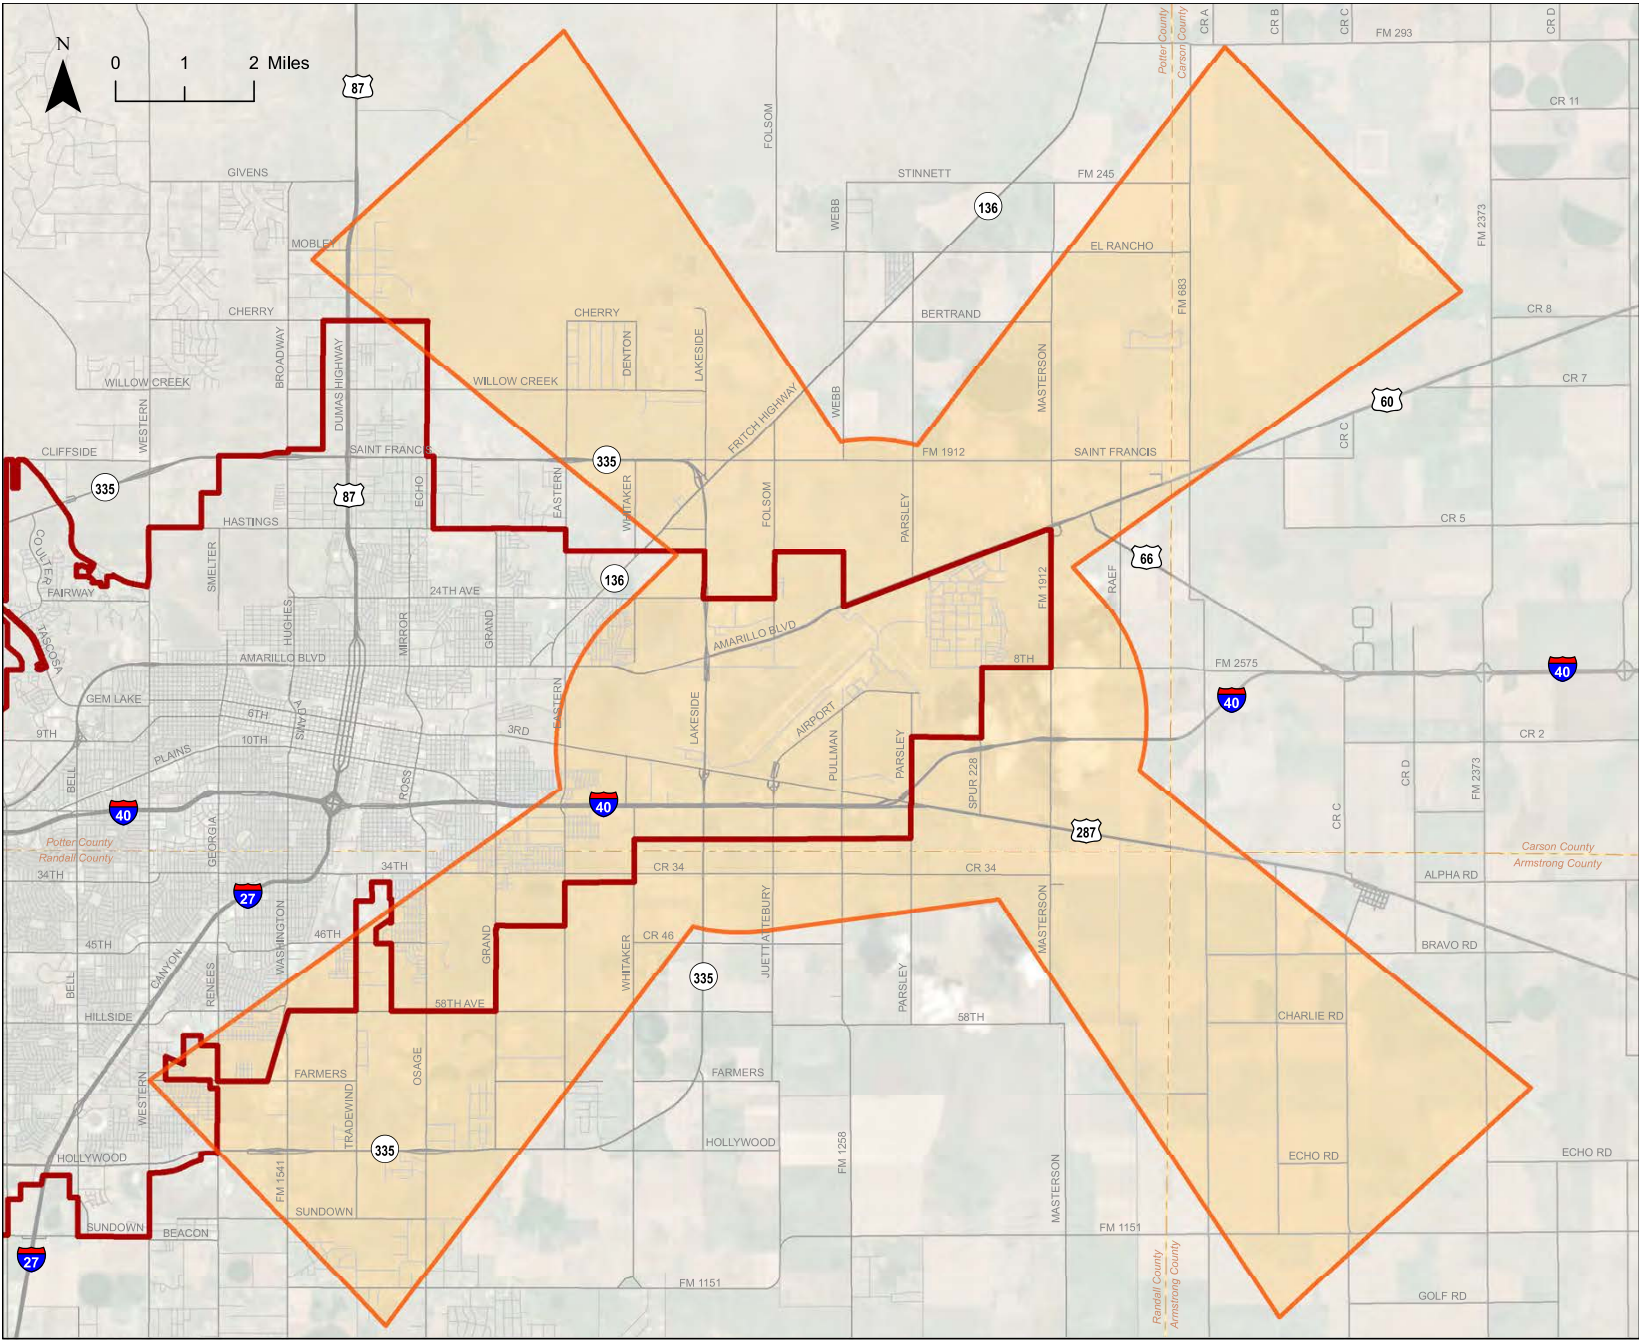 Potter County
Carson County
CR A
CR B
CR C
CR D
FM 293
N
0 1 2 Miles
87
CR 11
FOLSOM
GIVENS
STINNETT
FM 245
136
WEBB
FM 2373
MOBLEY
EL RANCHO
FM 683
CHERRY
CHERRY
BERTRAND
CR 8
BROADWAY
DUMAS HIGHWAY
DENTON
LAKESIDE
MASTERSON
WILLOW CREEK
WILLOW CREEK
CR 7
60
WESTERN
FRITCH HIGHWAY
WEBB
CR C
CLIFFSIDE
SAINT FRANCIS
335
FM 1912
SAINT FRANCIS
335
87
ECHO
EASTERN
WHITAKER
FOLSOM
PARSLEY
HASTINGS
CR 5
COULTER
SMELTER
66
136
FAIRWAY
24TH AVE
FM 1912
RAEF
HUGHES
MIRROR
GRAND
TASCOSA
AMARILLO BLVD
AMARILLO BLVD
8TH
FM 2575
40
GEM LAKE
40
EASTERN
LAKESIDE
AIRPORT
6TH
ADAMS
9TH
10TH
3RD
CR 2
PLAINS
BELL
ROSS
PULLMAN
PARSLEY
SPUR 228
CR D
FM 2373
40
40
CR C
287
GEORGIA
Potter County
Randall County
Carson County
Armstrong County
34TH
34TH
CR 34
CR 34
ALPHA RD
27
WASHINGTON
JUETT ATTEBURY
MASTERSON
46TH
CR 46
45TH
GRAND
BRAVO RD
CANYON
RENEES
BELL
WHITAKER
335
PARSLEY
58TH AVE
HILLSIDE
58TH
CHARLIE RD
OSAGE
FARMERS
FARMERS
WESTERN
TRADEWIND
HOLLYWOOD
335
HOLLYWOOD
FM 1258
ECHO RD
ECHO RD
FM 1541
MASTERSON
SUNDOWN
SUNDOWN
BEACON
FM 1151
27
Randall County
Armstrong County
FM 1151
GOLF RD